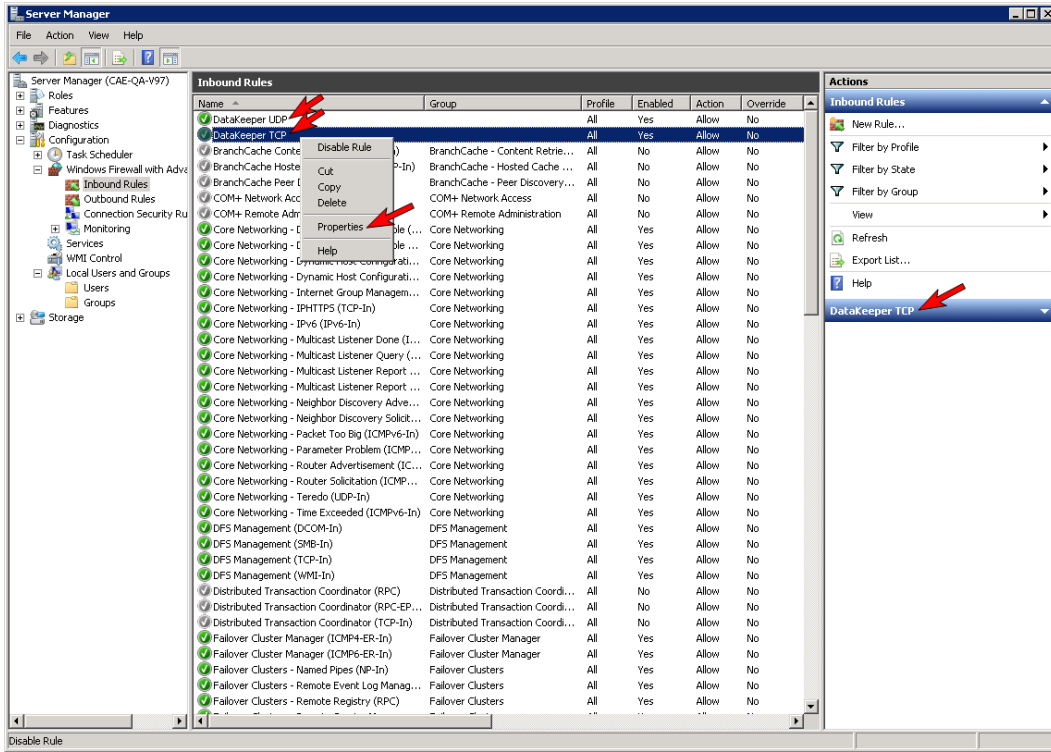 Server Manager
File Action View Help
Server Manager (CAE-QA-V97)
Roles
Features
Diagnostics
Configuration
Task Scheduler
Windows Firewall with Adva
Inbound Rules
Outbound Rules
Connection Security Ru
Monitoring
Services
WMI Control
Local Users and Groups
Users
Groups
Storage
Inbound Rules
Name Group Profile Enabled Action Override
DataKeeper UDP All Yes Allow No
DataKeeper TCP All Yes Allow No
BranchCache Conte BranchCache - Content Retrie... All No Allow No
BranchCache Hoste P-In) BranchCache - Hosted Cache ... All No Allow No
BranchCache Peer BranchCache - Peer Discovery... All No Allow No
COM+ Network Acc COM+ Network Access All No Allow No
COM+ Remote Adm COM+ Remote Administration All No Allow No
Core Networking - ble (... Core Networking All Yes Allow No
Core Networking - ble ... Core Networking All Yes Allow No
Core Networking - Dynamic Host Configurati... Core Networking All Yes Allow No
Core Networking - Dynamic Host Configurati... Core Networking All Yes Allow No
Core Networking - Internet Group Managem... Core Networking All Yes Allow No
Core Networking - IPHTTPS (TCP-In) Core Networking All Yes Allow No
Core Networking - IPv6 (IPv6-In) Core Networking All Yes Allow No
Core Networking - Multicast Listener Done (I... Core Networking All Yes Allow No
Core Networking - Multicast Listener Query (... Core Networking All Yes Allow No
Core Networking - Multicast Listener Report ... Core Networking All Yes Allow No
Core Networking - Multicast Listener Report ... Core Networking All Yes Allow No
Core Networking - Neighbor Discovery Adve... Core Networking All Yes Allow No
Core Networking - Neighbor Discovery Solicit... Core Networking All Yes Allow No
Core Networking - Packet Too Big (ICMPv6-In) Core Networking All Yes Allow No
Core Networking - Parameter Problem (ICMP... Core Networking All Yes Allow No
Core Networking - Router Advertisement (IC... Core Networking All Yes Allow No
Core Networking - Router Solicitation (ICMP... Core Networking All Yes Allow No
Core Networking - Teredo (UDP-In) Core Networking All Yes Allow No
Core Networking - Time Exceeded (ICMPv6-In) Core Networking All Yes Allow No
DFS Management (DCOM-In) DFS Management All Yes Allow No
DFS Management (SMB-In) DFS Management All Yes Allow No
DFS Management (TCP-In) DFS Management All Yes Allow No
DFS Management (WMI-In) DFS Management All Yes Allow No
Distributed Transaction Coordinator (RPC) Distributed Transaction Coordi... All No Allow No
Distributed Transaction Coordinator (RPC-EP... Distributed Transaction Coordi... All No Allow No
Distributed Transaction Coordinator (TCP-In) Distributed Transaction Coordi... All No Allow No
Failover Cluster Manager (ICMP4-ER-In) Failover Cluster Manager All Yes Allow No
Failover Cluster Manager (ICMP6-ER-In) Failover Cluster Manager All Yes Allow No
Failover Clusters - Named Pipes (NP-In) Failover Clusters All Yes Allow No
Failover Clusters - Remote Event Log Manag... Failover Clusters All Yes Allow No
Failover Clusters - Remote Registry (RPC) Failover Clusters All Yes Allow No
Disable Rule
Cut
Copy
Delete
Properties
Help
Actions
Inbound Rules
New Rule...
Filter by Profile
Filter by State
Filter by Group
View
Refresh
Export List...
Help
DataKeeper TCP
Disable Rule